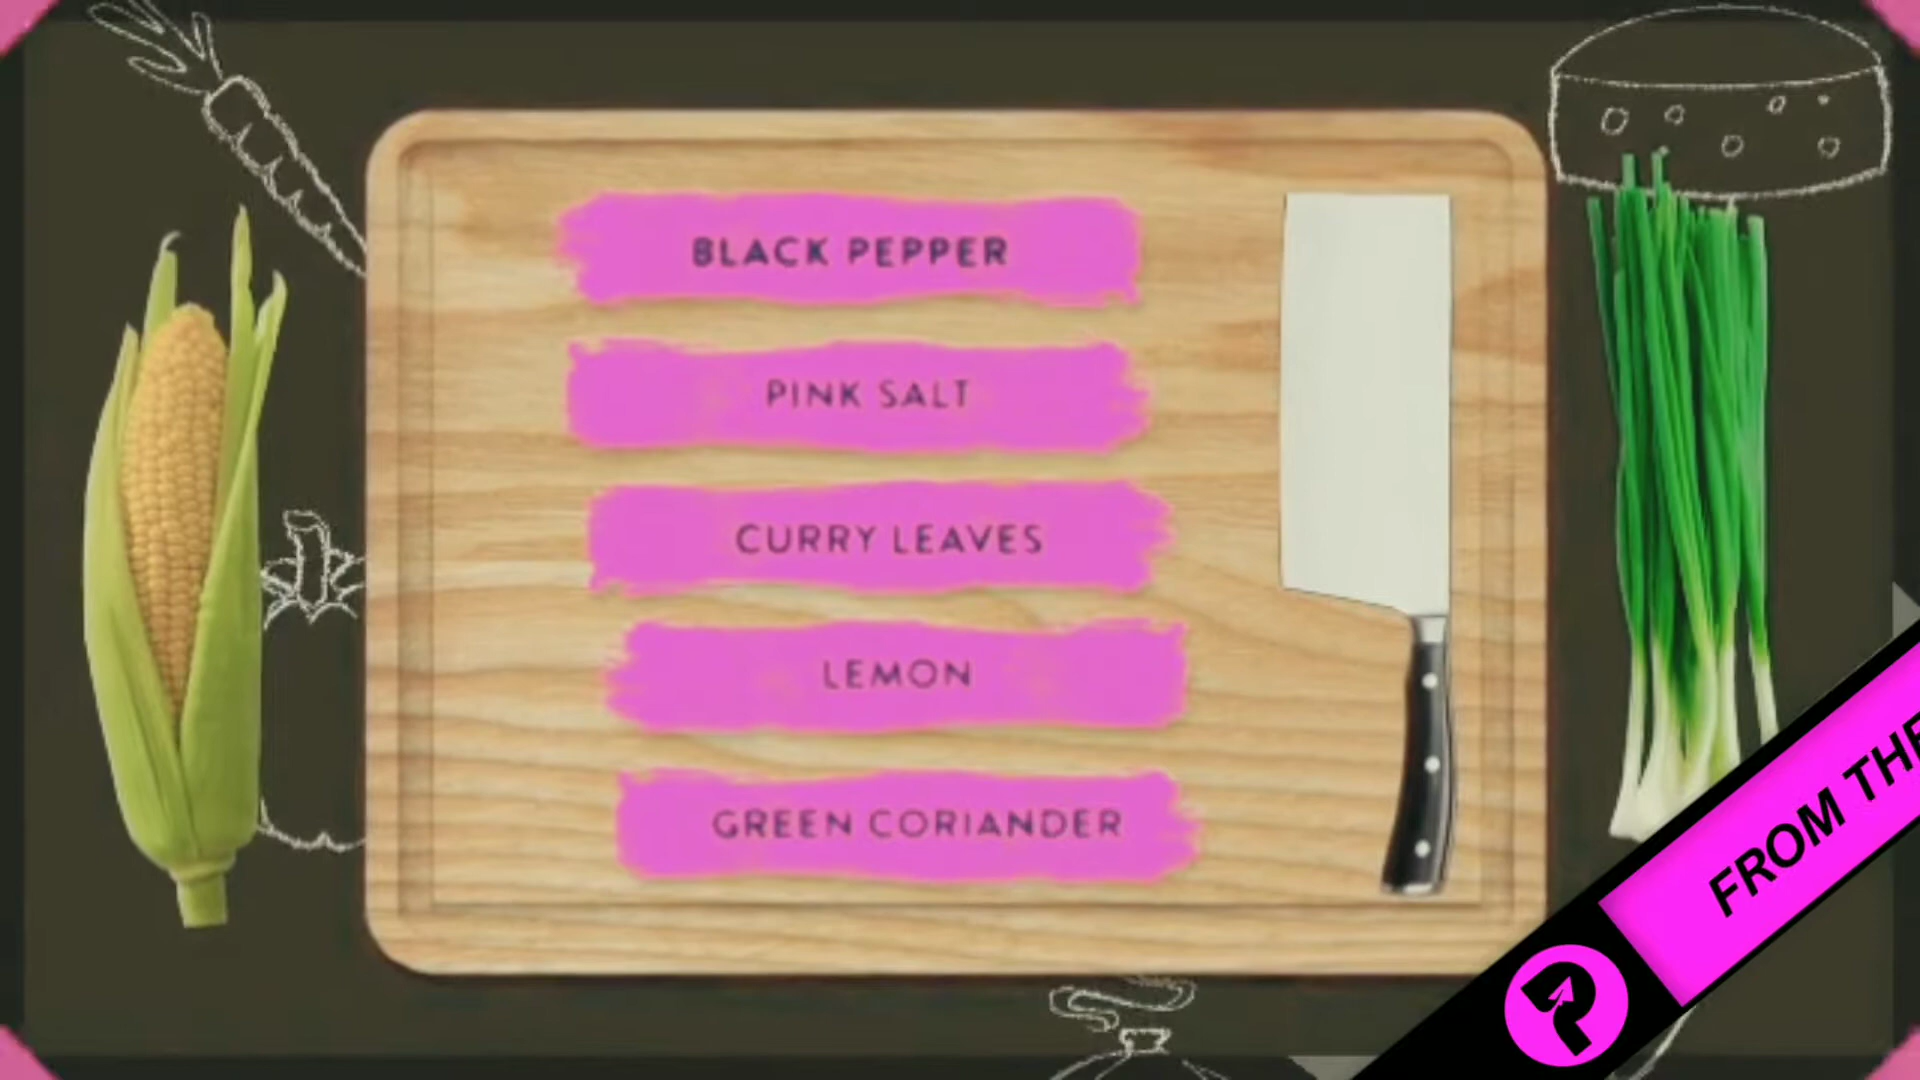 BLACK PEPPER
PINK SALT
CURRY LEAVES
LEMON
GREEN CORIANDER
FROM THE